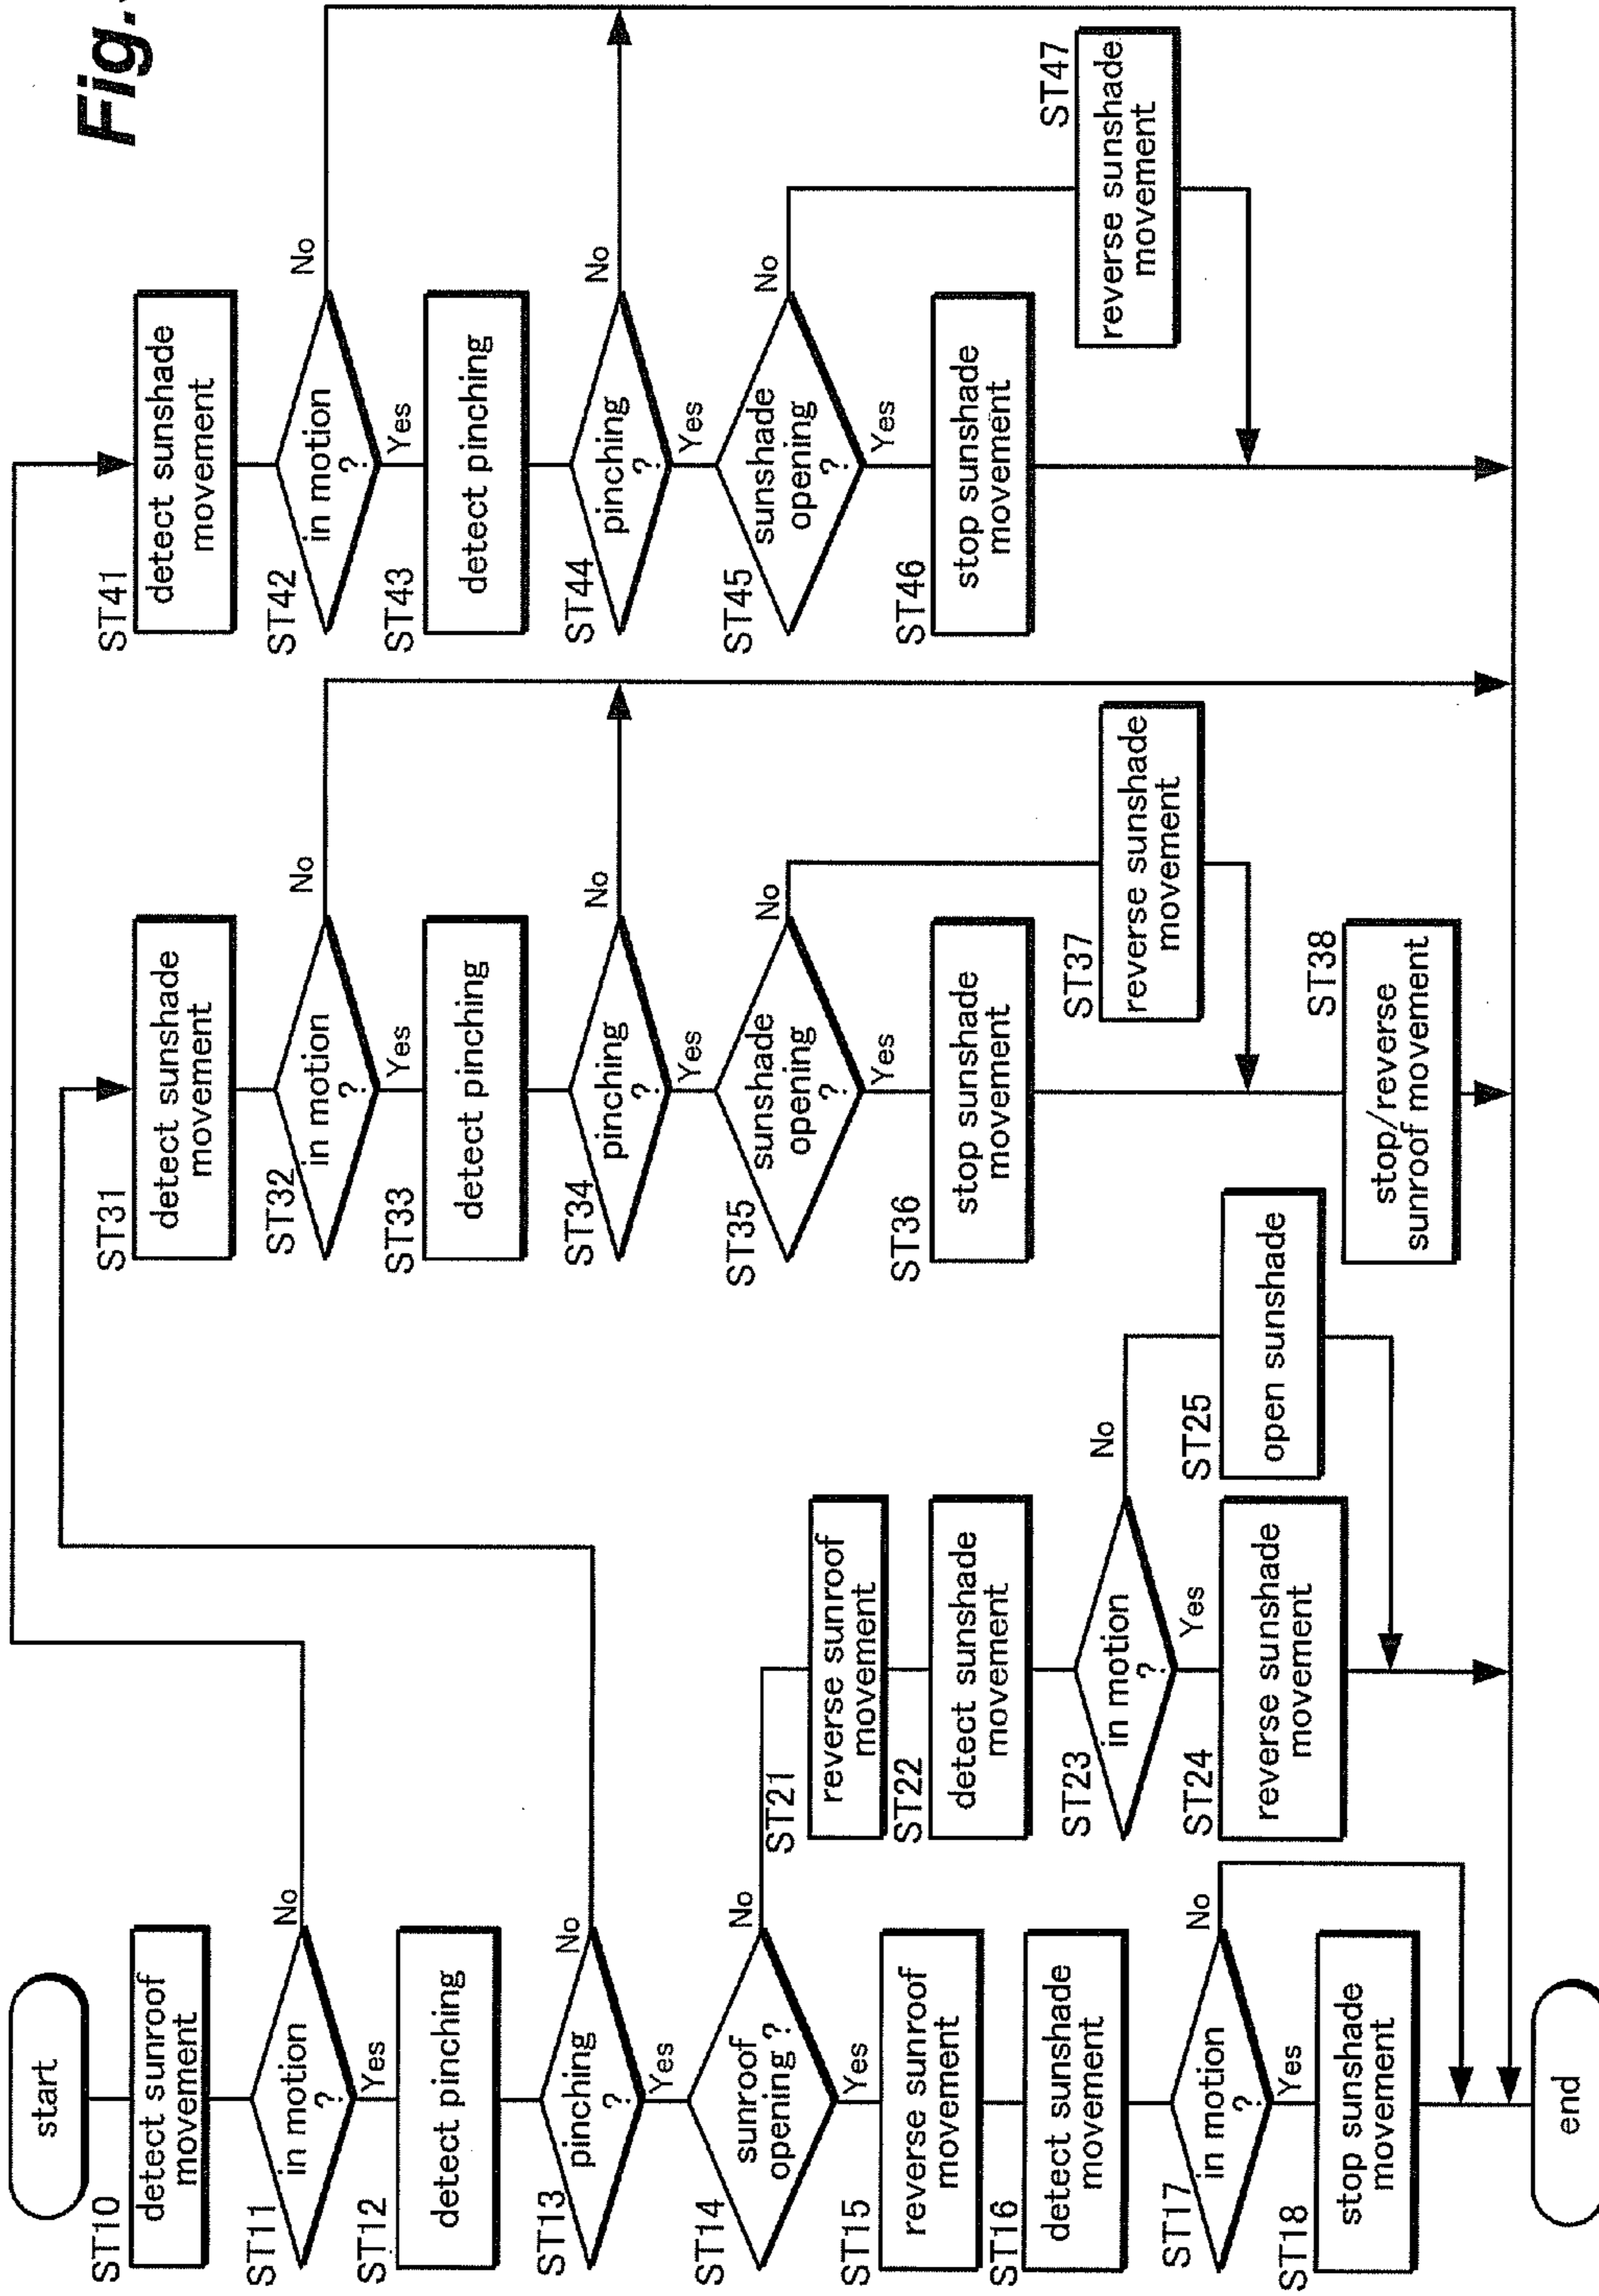 Fig.
start
ST10
detect sunroof
movement
ST11
in motion
?
No
Yes
ST12
detect pinching
ST13
pinching
?
No
Yes
ST14
sunroof
opening ?
No
Yes
ST15
reverse sunroof
movement
ST16
detect sunshade
movement
ST17
in motion
?
No
Yes
ST18
stop sunshade
movement
end
ST21
reverse sunroof
movement
ST22
detect sunshade
movement
ST23
in motion
?
No
Yes
ST24
reverse sunshade
movement
ST25
open sunshade
ST31
detect sunshade
movement
ST32
in motion
?
No
Yes
ST33
detect pinching
ST34
pinching
?
No
Yes
ST35
sunshade
opening
?
No
Yes
ST36
stop sunshade
movement
ST37
reverse sunshade
movement
ST38
stop/reverse
sunroof movement
ST41
detect sunshade
movement
ST42
in motion
?
No
Yes
ST43
detect pinching
ST44
pinching
?
No
Yes
ST45
sunshade
opening
?
No
Yes
ST46
stop sunshade
movement
ST47
reverse sunshade
movement